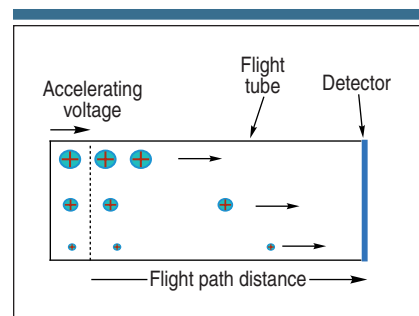 Accelerating
voltage
Flight
tube
Detector
Flight path distance